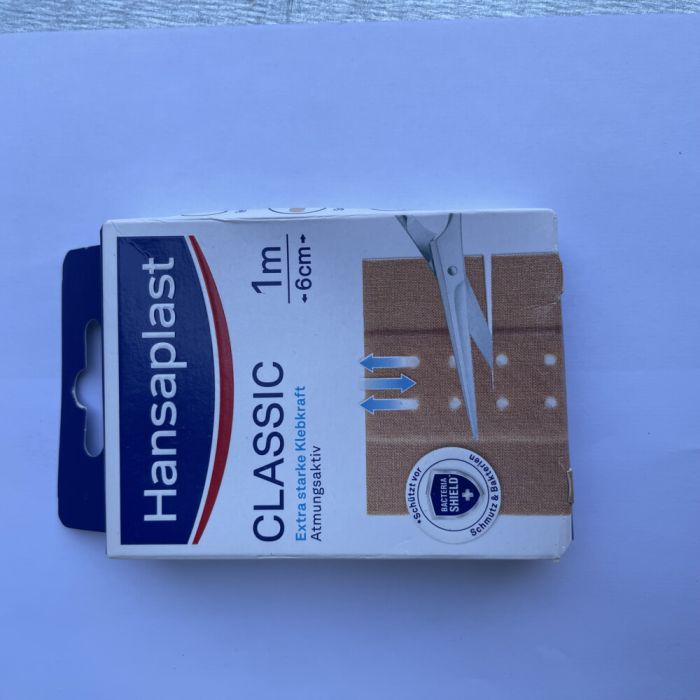 Hansaplast
CLASSIC
Extra starke Klebkraft
Atmungsaktiv
1m
6cm
•Schützt vor
BACTERIA
SHIELD
Schmutz & Bakterien